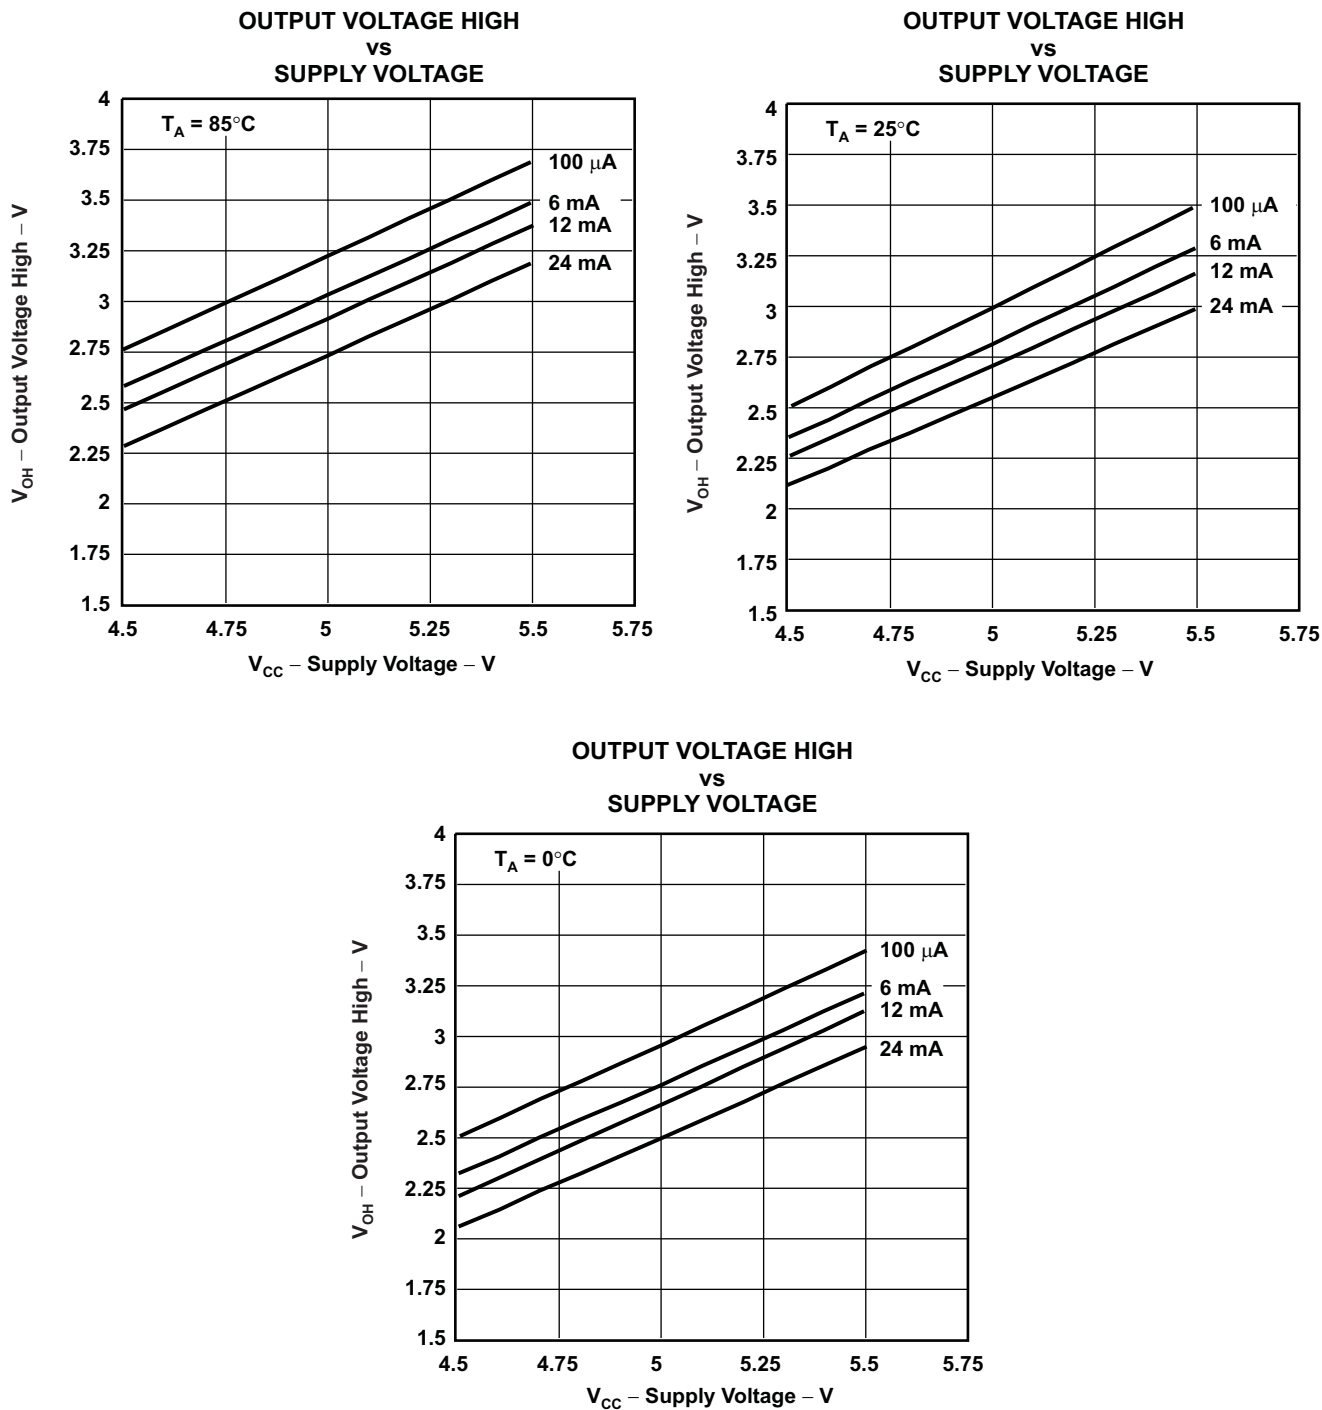 OUTPUT VOLTAGE HIGH
vs
SUPPLY VOLTAGE
T_A = 85°C
4
3.75
3.5
3.25
3
2.75
2.5
2.25
2
1.75
1.5
V_OH – Output Voltage High – V
100 μA
6 mA
12 mA
24 mA
4.5 4.75 5 5.25 5.5 5.75
V_CC – Supply Voltage – V
OUTPUT VOLTAGE HIGH
vs
SUPPLY VOLTAGE
T_A = 25°C
4
3.75
3.5
3.25
3
2.75
2.5
2.25
2
1.75
1.5
V_OH – Output Voltage High – V
100 μA
6 mA
12 mA
24 mA
4.5 4.75 5 5.25 5.5 5.75
V_CC – Supply Voltage – V
OUTPUT VOLTAGE HIGH
vs
SUPPLY VOLTAGE
T_A = 0°C
4
3.75
3.5
3.25
3
2.75
2.5
2.25
2
1.75
1.5
V_OH – Output Voltage High – V
100 μA
6 mA
12 mA
24 mA
4.5 4.75 5 5.25 5.5 5.75
V_CC – Supply Voltage – V